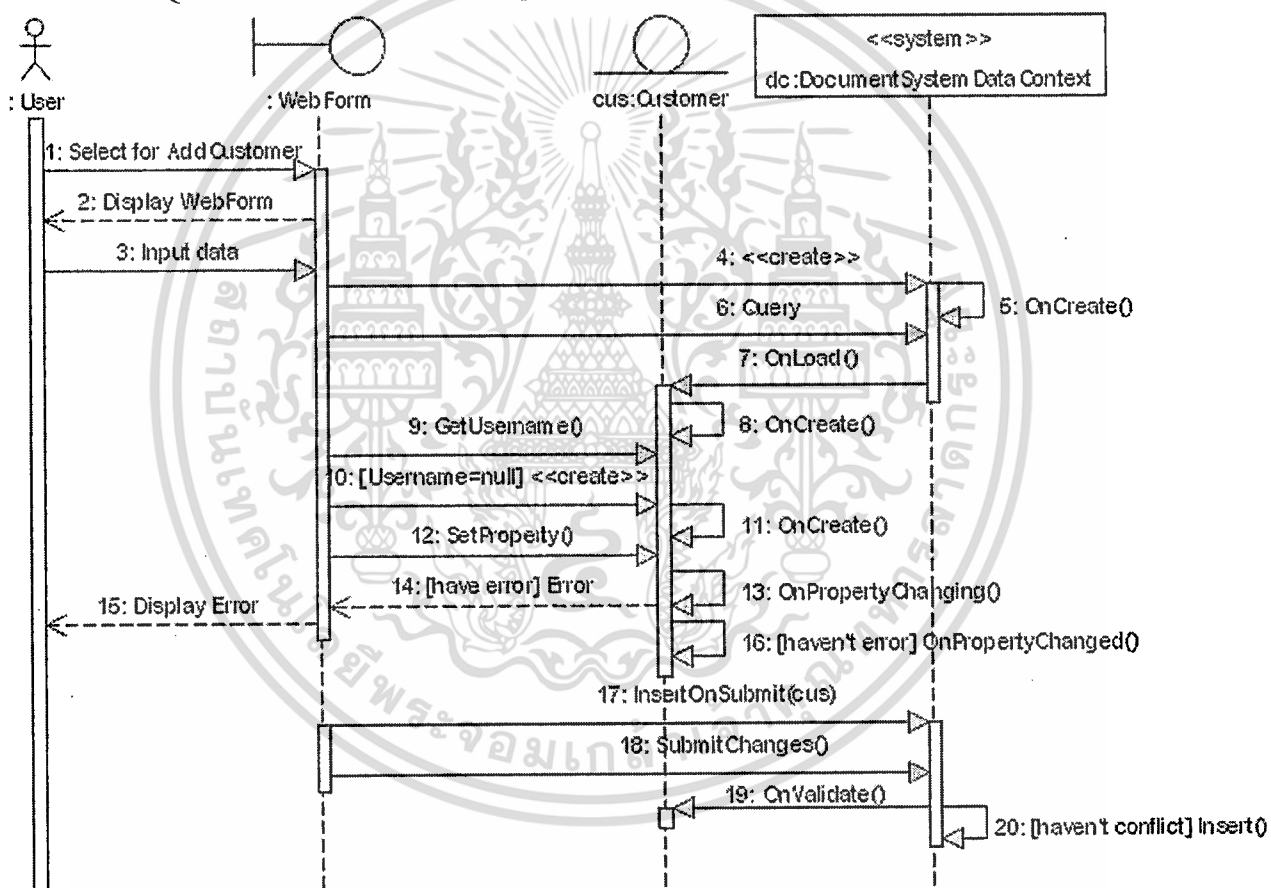 <<system>>
: User
: Web Form
cus:Customer
dc:DocumentSystem Data Context
1: Select for Add Customer
2: Display WebForm
3: Input data
4: <<create>>
5: OnCreate()
6: Query
7: OnLoad()
8: OnCreate()
9: GetUsername()
10: [Username=null] <<create>>
11: OnCreate()
12: SetProperty()
13: OnPropertyChanging()
14: [have error] Error
15: Display Error
16: [haven't error] OnPropertyChanged()
17: InsertOnSubmit(cus)
18: SubmitChanges()
19: OnValidate()
20: [haven't conflict] Insert()